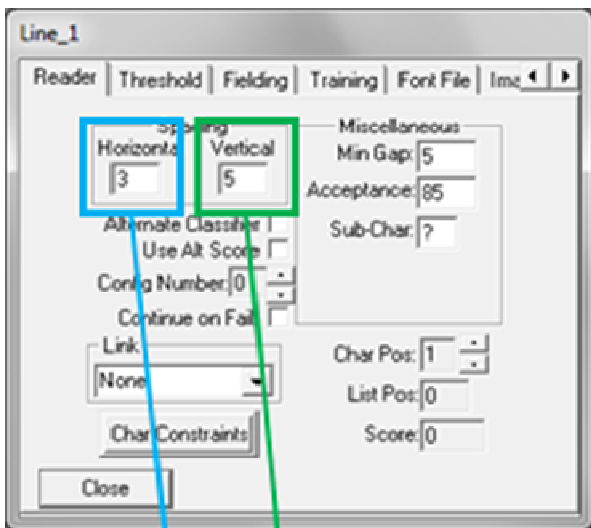 Line_1
Reader Threshold Fielding Training Font File Ima
Spacing
Horizonta Vertical
3 5
Alternate Classifier
Use Alt Score
Config Number: 0
Continue on Fail
Link
None
Char Constraints
Close
Miscellaneous
Min Gap: 5
Acceptance: 85
Sub-Char: ?
Char Pos: 1
List Pos: 0
Score: 0